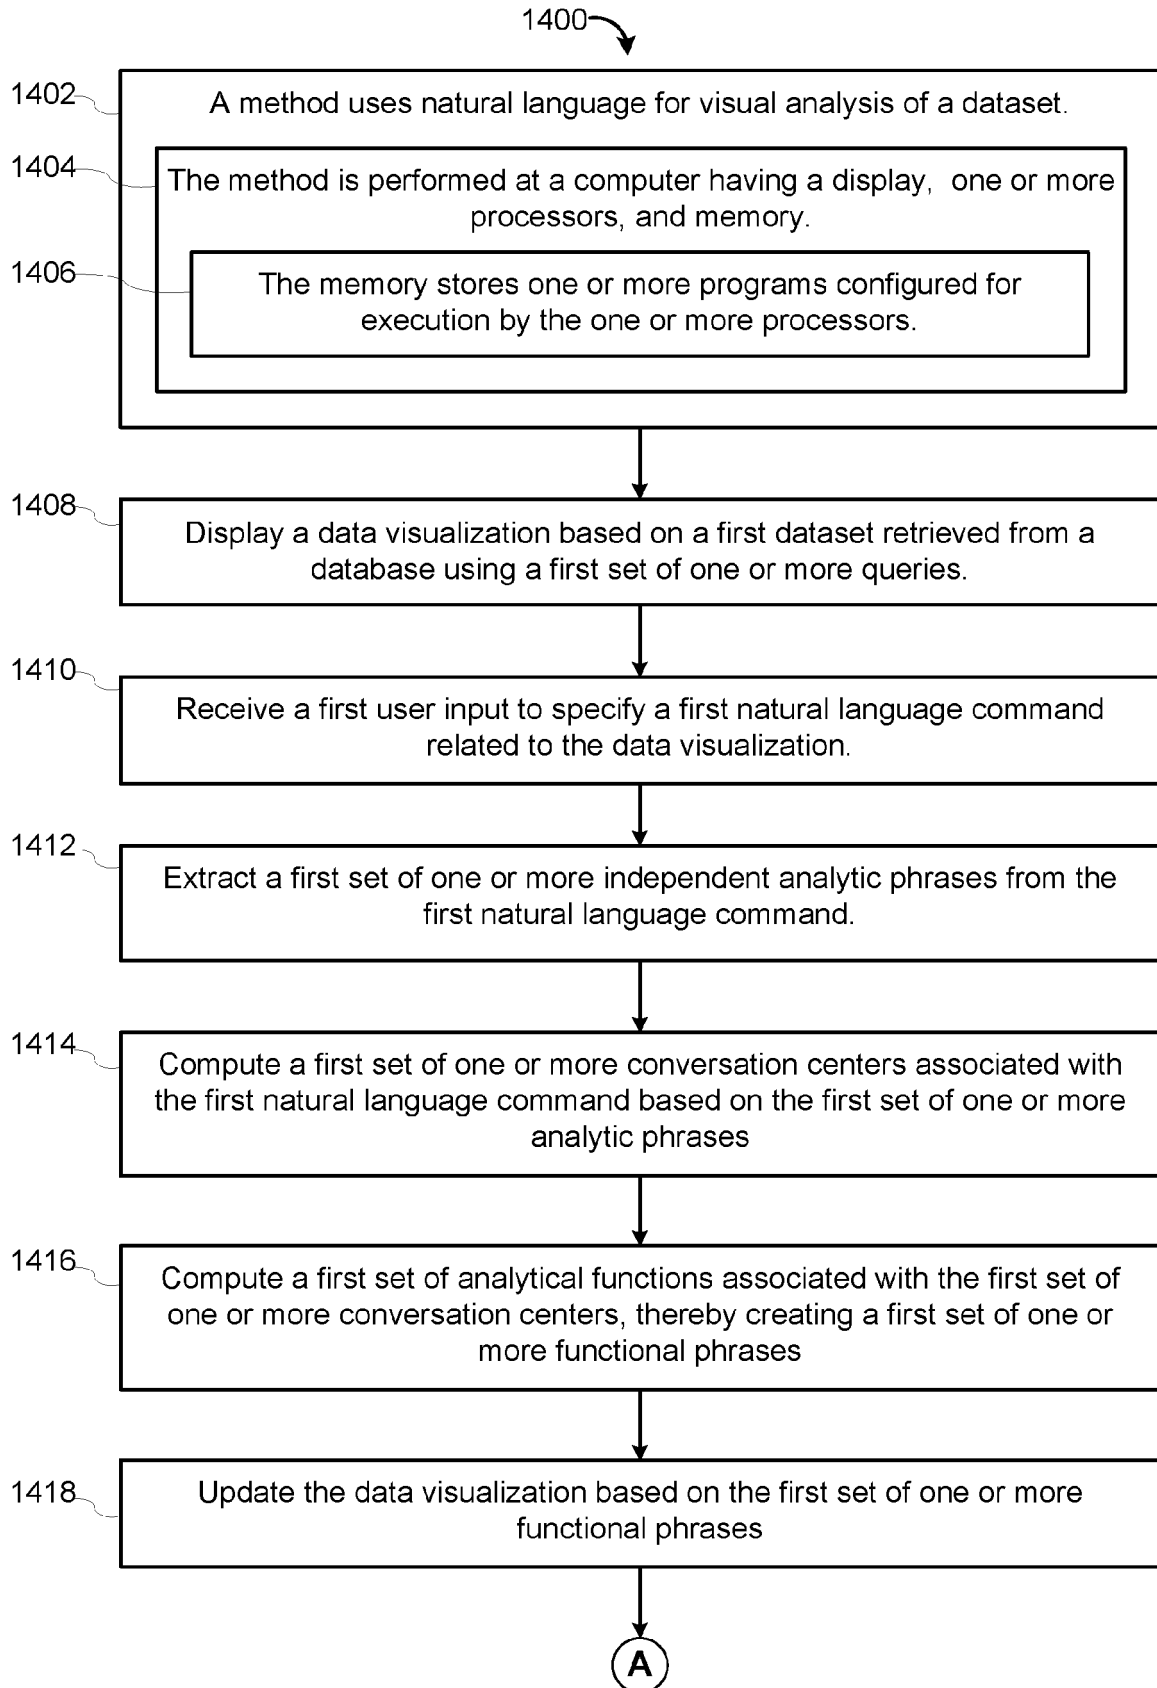 1400
1402
A method uses natural language for visual analysis of a dataset.
1404
The method is performed at a computer having a display, one or more
processors, and memory.
1406
The memory stores one or more programs configured for
execution by the one or more processors.
1408
Display a data visualization based on a first dataset retrieved from a
database using a first set of one or more queries.
1410
Receive a first user input to specify a first natural language command
related to the data visualization.
1412
Extract a first set of one or more independent analytic phrases from the
first natural language command.
1414
Compute a first set of one or more conversation centers associated with
the first natural language command based on the first set of one or more
analytic phrases
1416
Compute a first set of analytical functions associated with the first set of
one or more conversation centers, thereby creating a first set of one or
more functional phrases
1418
Update the data visualization based on the first set of one or more
functional phrases
A